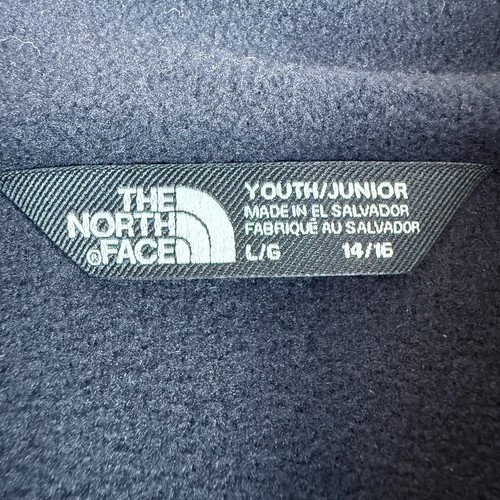 THE
NORTH
®FACE
YOUTH/JUNIOR
MADE IN EL SALVADOR
FABRIQUÉ AU SALVADOR
L/G 14/16